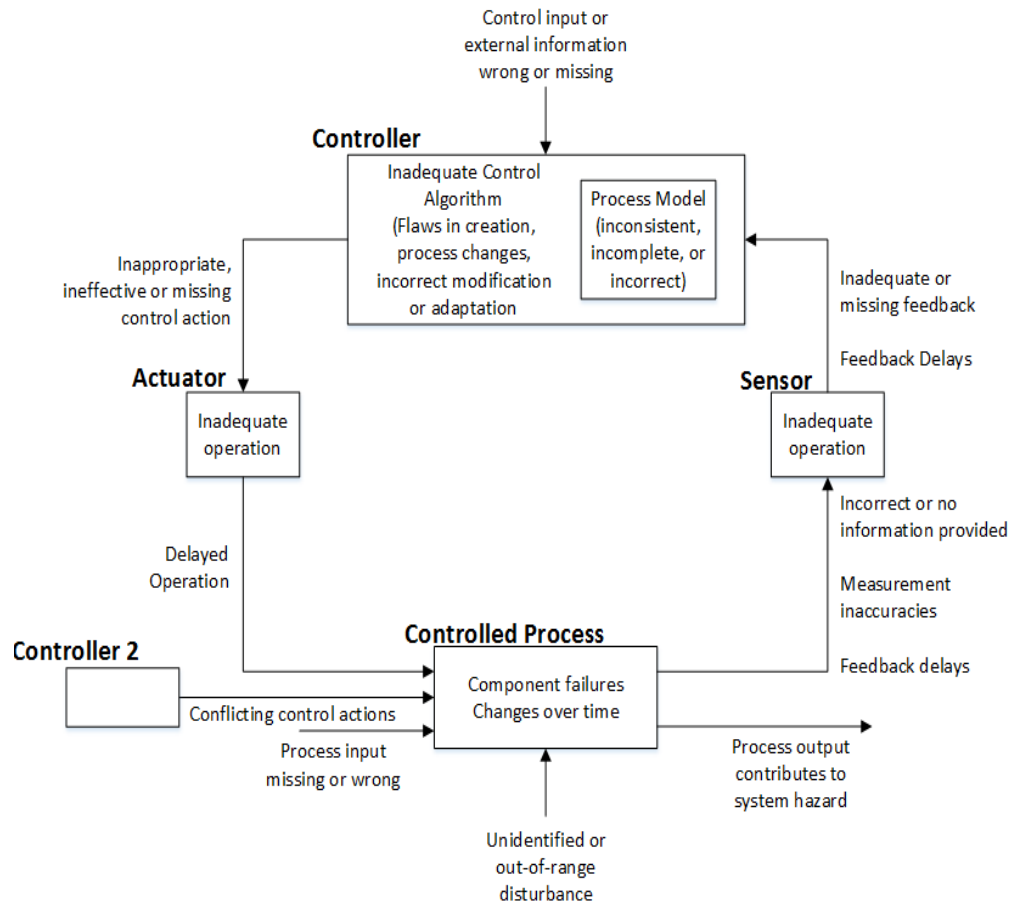 Control input or
external information
wrong or missing
Controller
Inadequate Control
Algorithm
(Flaws in creation,
process changes,
incorrect modification
or adaptation
Process Model
(inconsistent,
incomplete, or
incorrect)
Inappropriate,
ineffective or missing
control action
Inadequate or
missing feedback
Feedback Delays
Actuator
Inadequate
operation
Sensor
Inadequate
operation
Delayed
Operation
Incorrect or no
information provided
Measurement
inaccuracies
Feedback delays
Controller 2
Controlled Process
Component failures
Changes over time
Conflicting control actions
Process input
missing or wrong
Process output
contributes to
system hazard
Unidentified or
out-of-range
disturbance